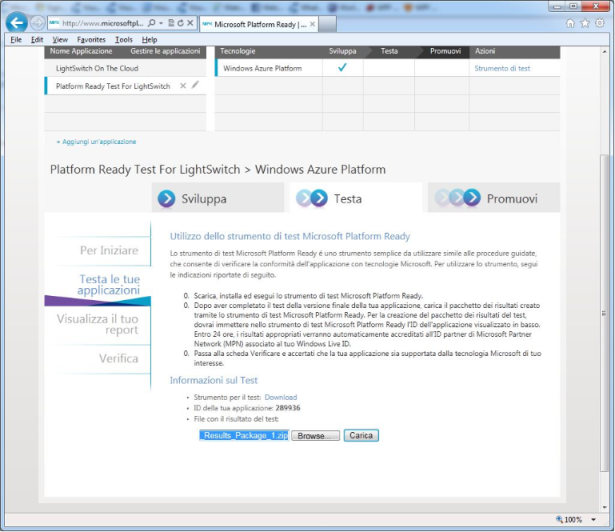 http://www.microsoftpl...
Microsoft Platform Ready | ...
File Edit View Favorites Tools Help
Nome Applicazione Gestire le applicazioni Tecnologie Sviluppa Testa Promuovi Azioni
LightSwitch On The Cloud Windows Azure Platform Strumento di test
Platform Ready Test For LightSwitch
+ Aggiungi un'applicazione
Platform Ready Test For LightSwitch > Windows Azure Platform
Sviluppa Testa Promuovi
Per Iniziare
Testa le tue
applicazioni
Visualizza il tuo
report
Verifica
Utilizzo dello strumento di test Microsoft Platform Ready
Lo strumento di test Microsoft Platform Ready é uno strumento semplice da utilizzare simile alle procedure guidate,
che consente di verificare la conformità dell'applicazione con tecnologie Microsoft. Per utilizzare lo strumento, segui
le indicazioni riportate di seguito.
0. Scarica, installa ed esegui lo strumento di test Microsoft Platform Ready.
0. Dopo aver completato il test della versione finale della tua applicazione, carica il pacchetto dei risultati creato
tramite lo strumento di test Microsoft Platform Ready. Per la creazione del pacchetto dei risultati del test,
dovrai immettere nello strumento di test Microsoft Platform Ready l'ID dell'applicazione visualizzato in basso.
Entro 24 ore, i risultati appropriati verranno automaticamente accreditati all'ID partner di Microsoft Partner
Network (MPN) associato al tuo Windows Live ID.
0. Passa alla scheda Verificare e accertati che la tua applicazione sia supportata dalla tecnologia Microsoft di tuo
interesse.
Informazioni sul Test
• Strumento per il test: Download
• ID della tua applicazione: 289936
• File con il risultato del test:
_Results_Package_1.zip Browse... Carica
100%